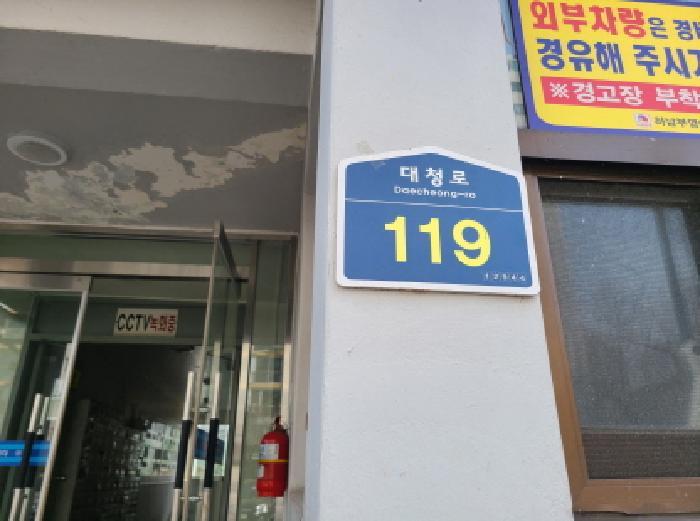 외부차량은
경유해 주시
※경고장 부착
대청로
Daecheong-ro
119
CCTV녹화중